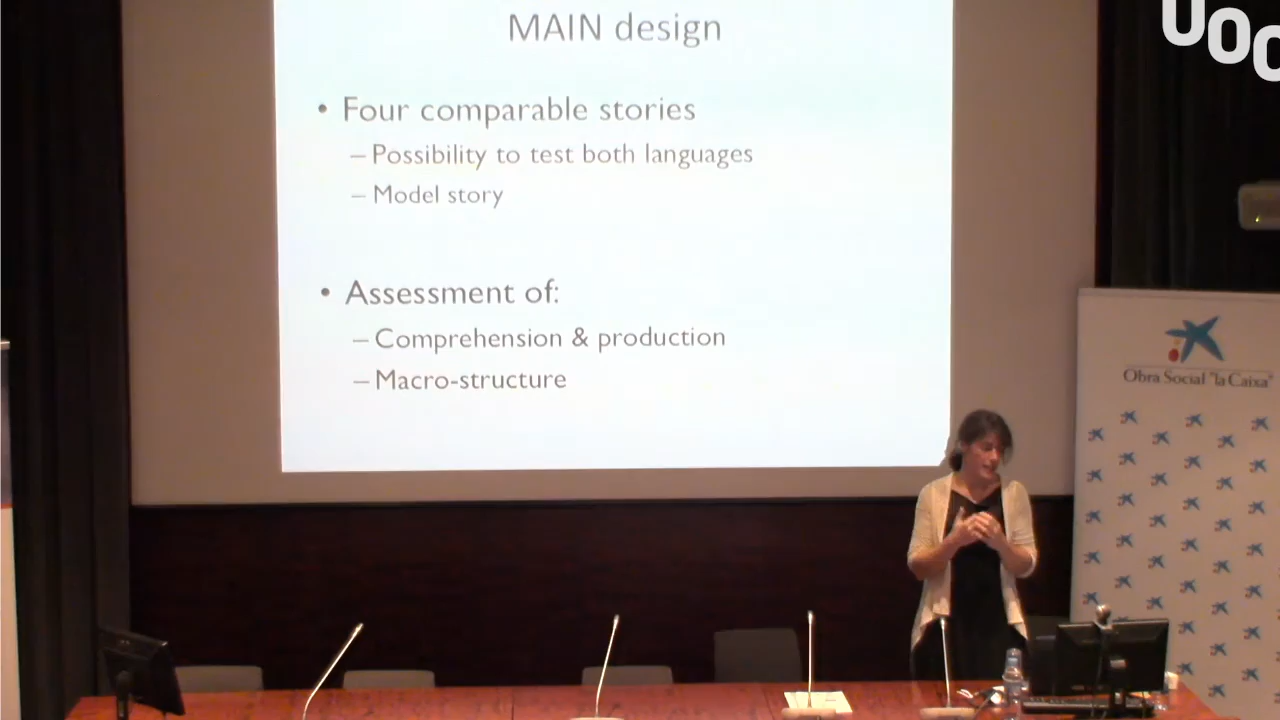 MAIN design
• Four comparable stories
– Possibility to test both languages
– Model story
• Assessment of:
– Comprehension & production
– Macro-structure
UOC
Obra Social "la Caixa"